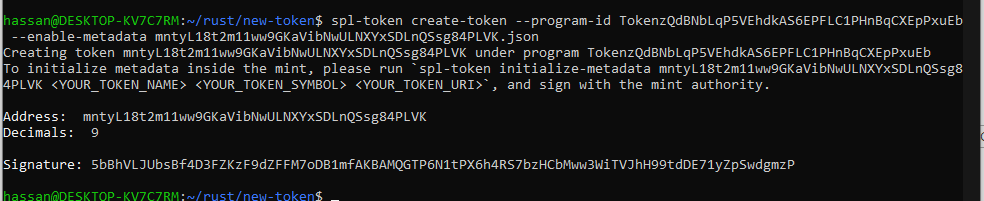 hassan@DESKTOP-KV7C7RM:~/rust/new-token$ spl-token create-token --program-id TokenzQdBNbLqP5VEhdkAS6EPFLC1PHnBqCXEpPxuEb
--enable-metadata mntyL18t2m11ww9GKaVibNwULNXYxSDLnQSsg84PLVK.json
Creating token mntyL18t2m11ww9GKaVibNwULNXYxSDLnQSsg84PLVK under program TokenzQdBNbLqP5VEhdkAS6EPFLC1PHnBqCXEpPxuEb
To initialize metadata inside the mint, please run `spl-token initialize-metadata mntyL18t2m11ww9GKaVibNwULNXYxSDLnQSsg8
4PLVK <YOUR_TOKEN_NAME> <YOUR_TOKEN_SYMBOL> <YOUR_TOKEN_URI>`, and sign with the mint authority.
Address:  mntyL18t2m11ww9GKaVibNwULNXYxSDLnQSsg84PLVK
Decimals:  9
Signature: 5bBhVLJUbsBf4D3FZKzF9dZFFM7oDB1mfAKBAMQGTP6N1tPX6h4RS7bzHCbMww3WiTVJhH99tdDE71yZpSwdgmzP
hassan@DESKTOP-KV7C7RM:~/rust/new-token$ _